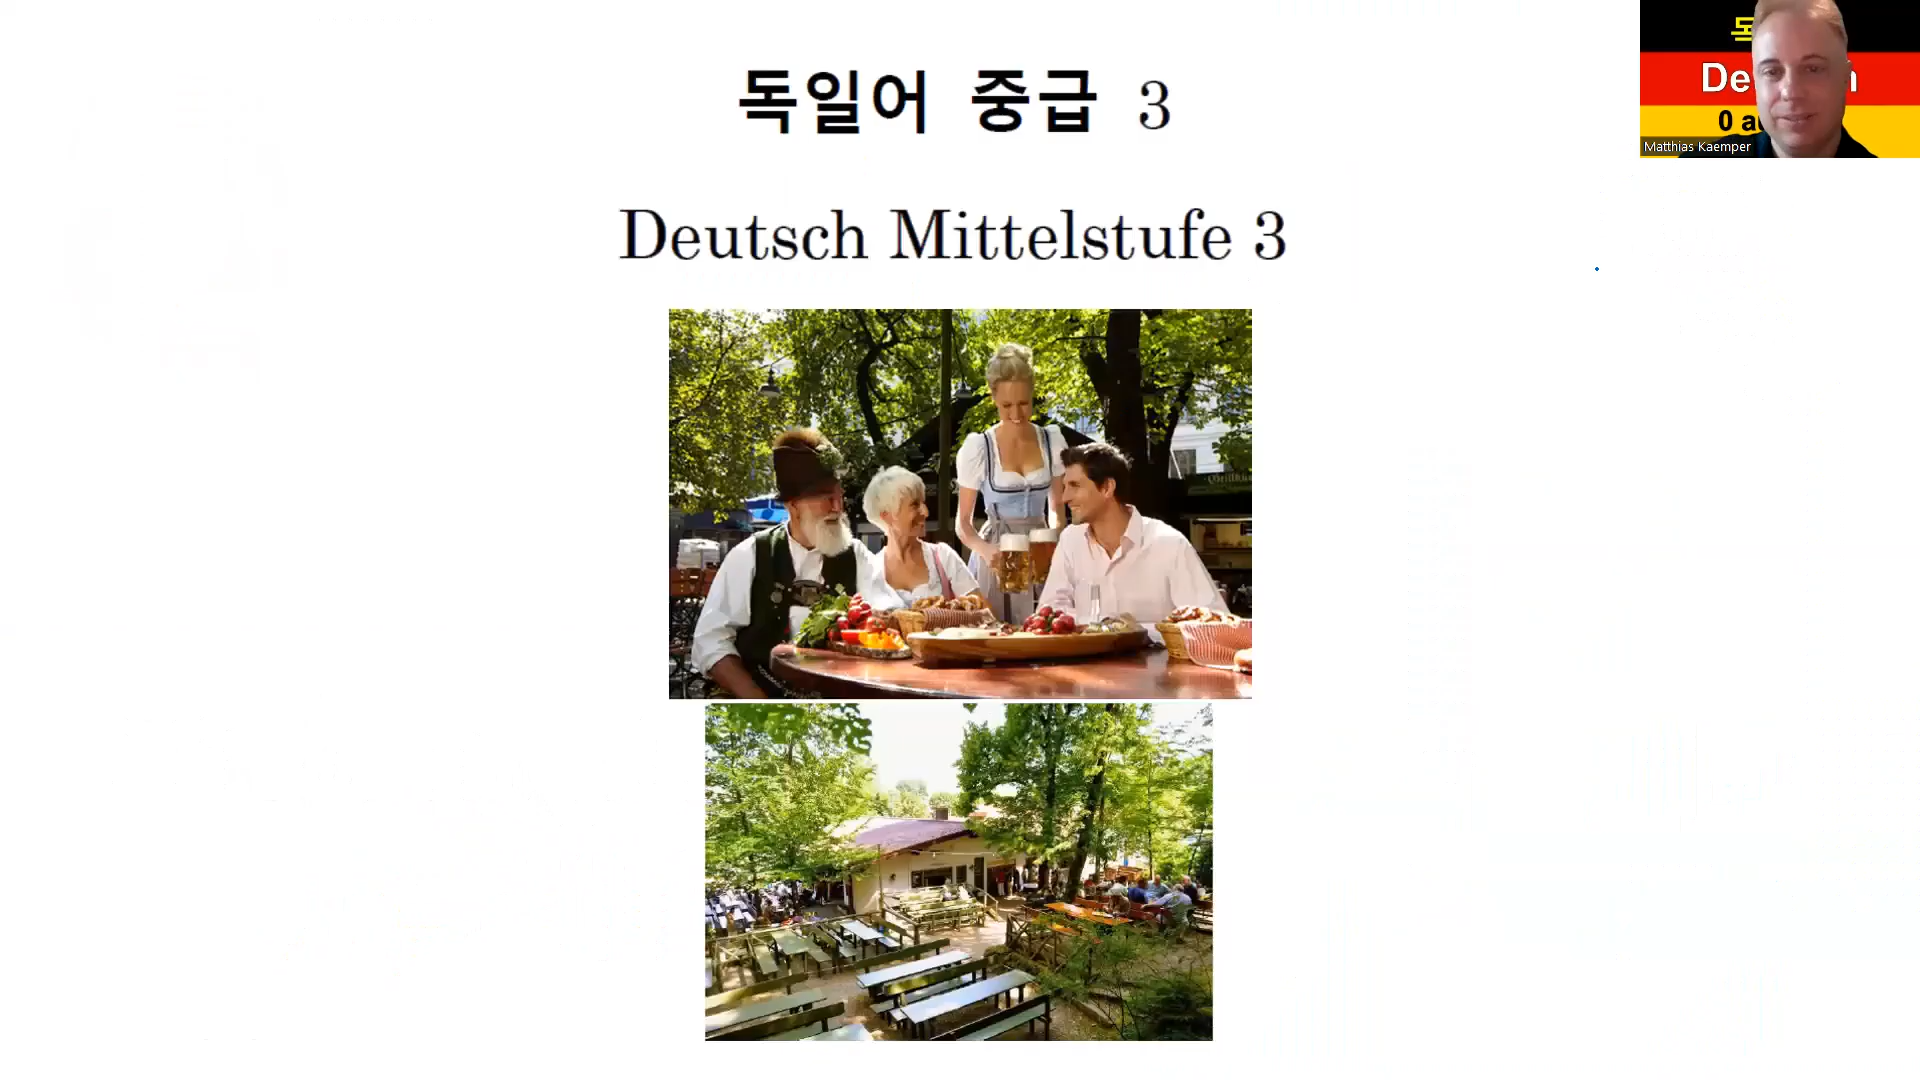 독일어 중급 3
Deutsch Mittelstufe 3
Matthias Kaemper